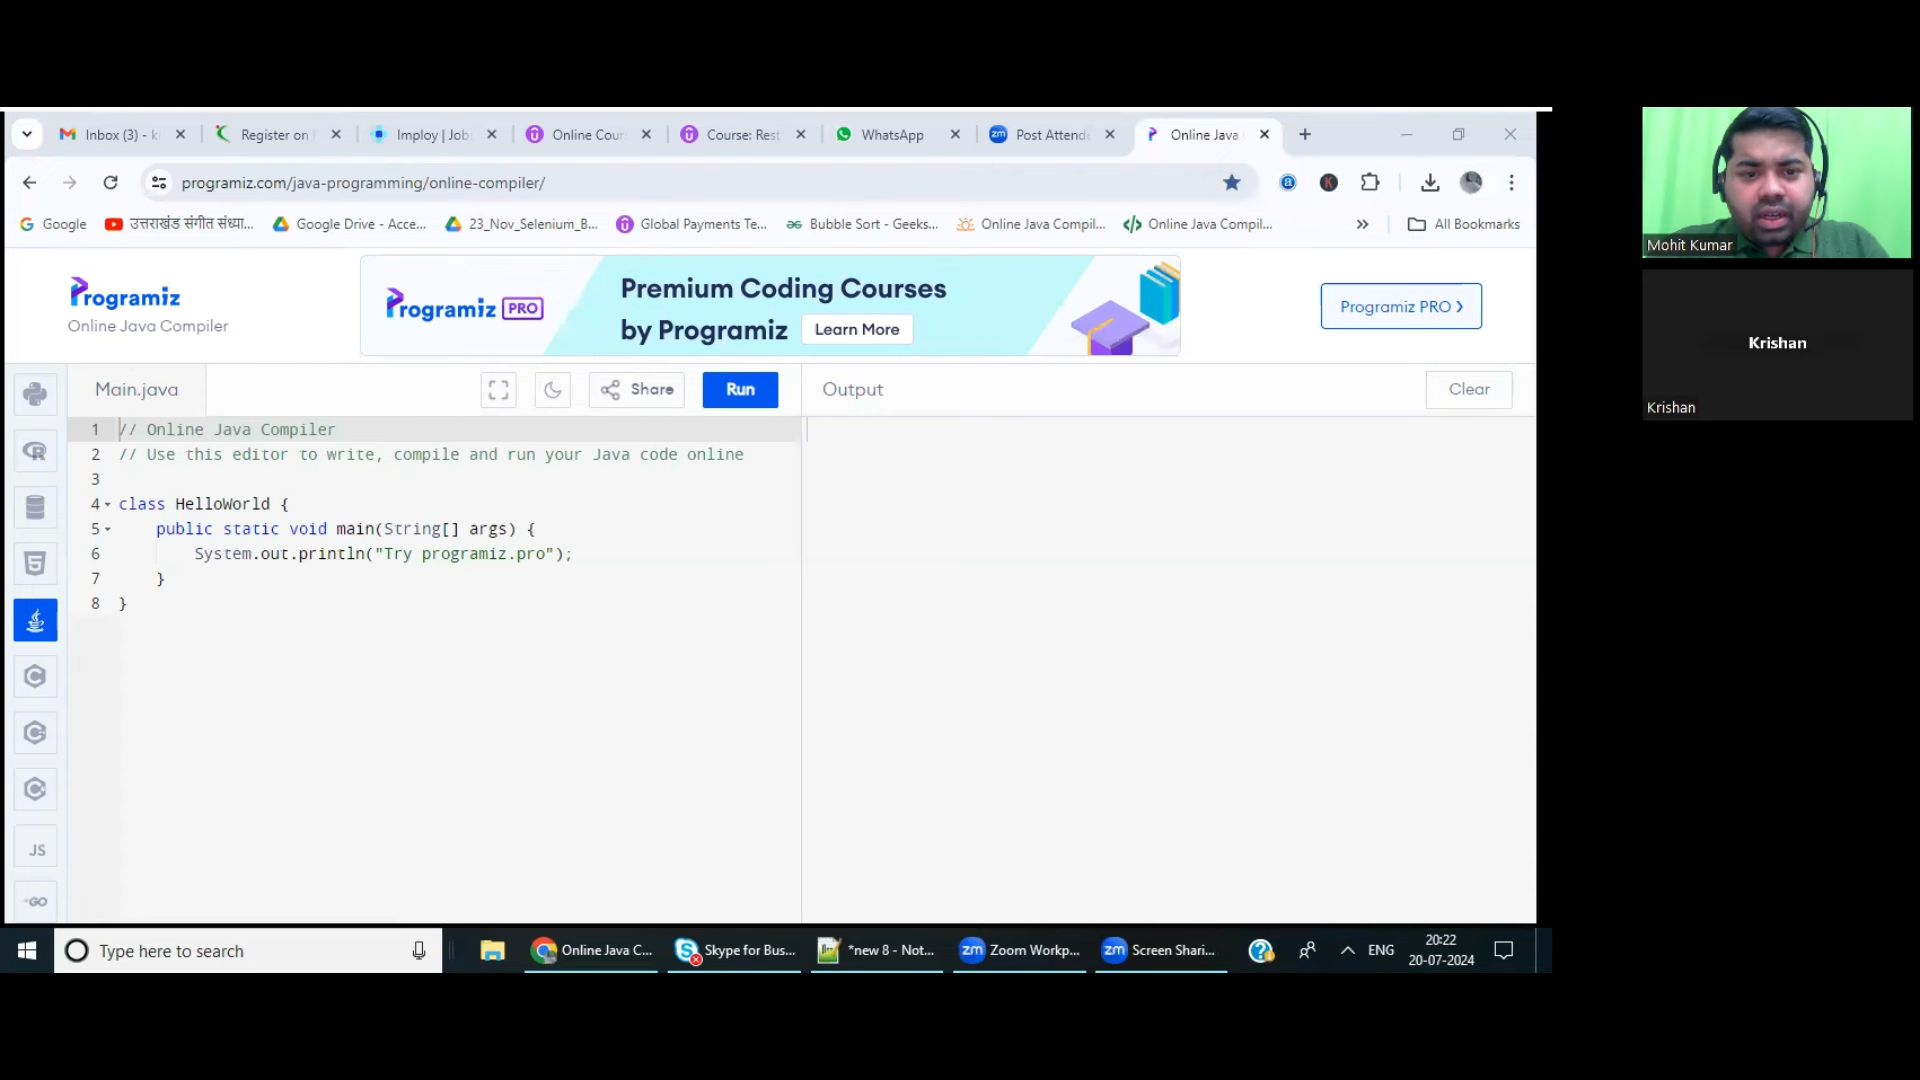 Inbox (3) - k
Register on
Imploy | Job
Online Cour
Course: Rest
WhatsApp
Post Attend
Online Java
programiz.com/java-programming/online-compiler/
Google
उत्तराखंड संगीत संध्या...
Google Drive - Acce...
23_Nov_Selenium_B...
Global Payments Te...
Bubble Sort - Geeks...
Online Java Compil...
Online Java Compil...
All Bookmarks
Programiz
Online Java Compiler
Programiz PRO
Premium Coding Courses
by Programiz
Learn More
Programiz PRO
Main.java
Share
Run
Output
Clear
1 // Online Java Compiler
2 // Use this editor to write, compile and run your Java code online
3
4 class HelloWorld {
5 public static void main(String[] args) {
6 System.out.println("Try programiz.pro");
7 }
8 }
JS
GO
Type here to search
Online Java C...
Skype for Bus...
*new 8 - Not...
zm Zoom Workp...
zm Screen Shari...
ENG
20:22
20-07-2024
Mohit Kumar
Krishan
Krishan